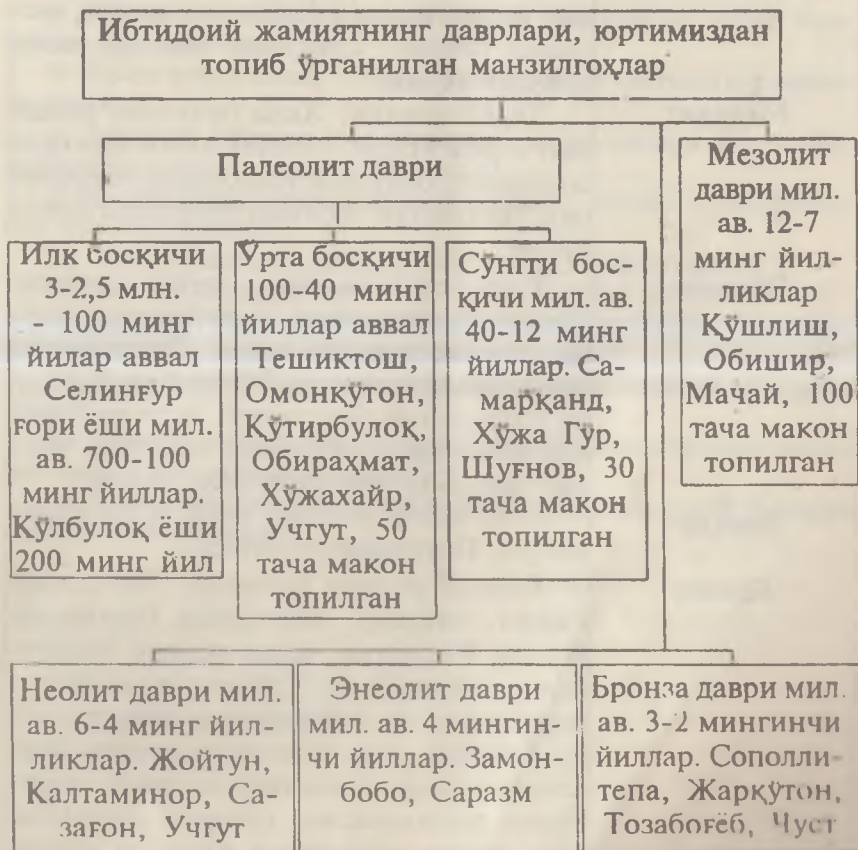 Ибтидоий жамиятнинг даврлари, юртимиздан
топиб ўрганилган манзилгоҳлар
Палеолит даври
Мезолит
даври мил.
ав. 12-7
минг йил-
ликлар
Қўшлиш,
Обишир,
Мачай, 100
тача макон
топилган
Илк босқичи
3-2,5 млн.
- 100 минг
йилар аввал
Селинғур
ғори ёши мил.
ав. 700-100
минг йиллар.
Кўлбулоқ ёши
200 минг йил
Ўрта босқичи
100-40 минг
йиллар аввал
Тешиктош,
Омонқўтон,
Қўтирбулоқ,
Обираҳмат,
Хўжахайр,
Учгут, 50
тача макон
топилган
Сўнгги бос-
қичи мил. ав.
40-12 минг
йиллар. Са-
марқанд,
Хўжа Гўр,
Шуғнов, 30
тача макон
топилган
Неолит даври мил.
ав. 6-4 минг йил-
ликлар. Жойтун,
Калтаминор, Са-
зағон, Учгут
Энеолит даври
мил. ав. 4 мингин-
чи йиллар. Замон-
бобо, Саразм
Бронза даври мил.
ав. 3-2 мингинчи
йиллар. Сополли-
тепа, Жарқўтон,
Тозабоғёб, Чуст